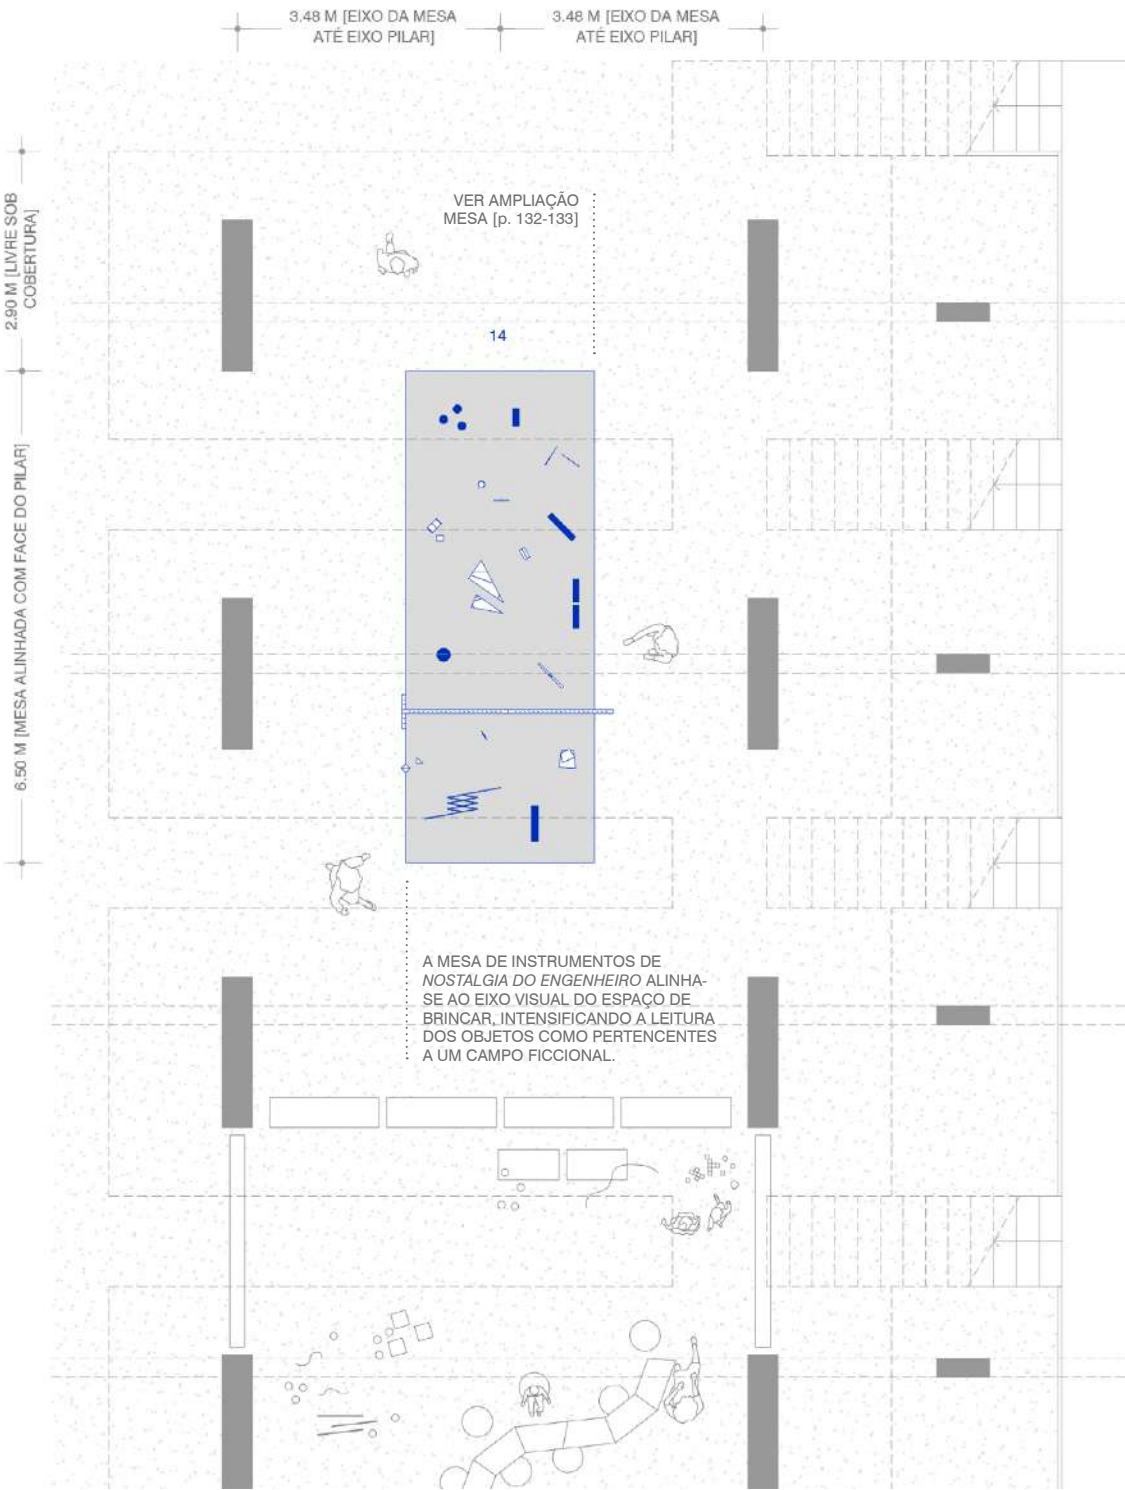 3.48 M [EIXO DA MESA
ATÉ EIXO PILAR]
3.48 M [EIXO DA MESA
ATÉ EIXO PILAR]
2.90 M [LIVRE SOB
COBERTURA]
VER AMPLIAÇÃO
MESA [p. 132-133]
14
6.50 M [MESA ALINHADA COM FACE DO PILAR]
A MESA DE INSTRUMENTOS DE
NOSTALGIA DO ENGENHEIRO ALINHA-
SE AO EIXO VISUAL DO ESPAÇO DE
BRINCAR, INTENSIFICANDO A LEITURA
DOS OBJETOS COMO PERTENCENTES
A UM CAMPO FICCIONAL.